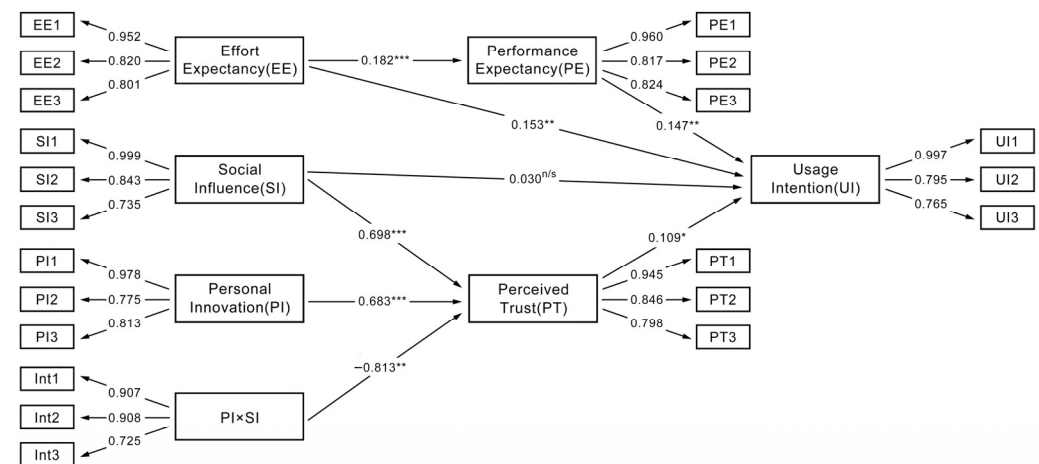 EE1
EE2
EE3
0.952
0.820
0.801
Effort
Expectancy(EE)
0.182***
Performance
Expectancy(PE)
0.960
0.817
0.824
PE1
PE2
PE3
0.153**
0.147**
SI1
SI2
SI3
0.999
0.843
0.735
Social
Influence(SI)
0.030n/s
Usage
Intention(UI)
0.997
0.795
0.765
UI1
UI2
UI3
0.698***
0.109*
PI1
PI2
PI3
0.978
0.775
0.813
Personal
Innovation(PI)
0.683***
Perceived
Trust(PT)
0.945
0.846
0.798
PT1
PT2
PT3
−0.813**
Int1
Int2
Int3
0.907
0.908
0.725
PI×SI